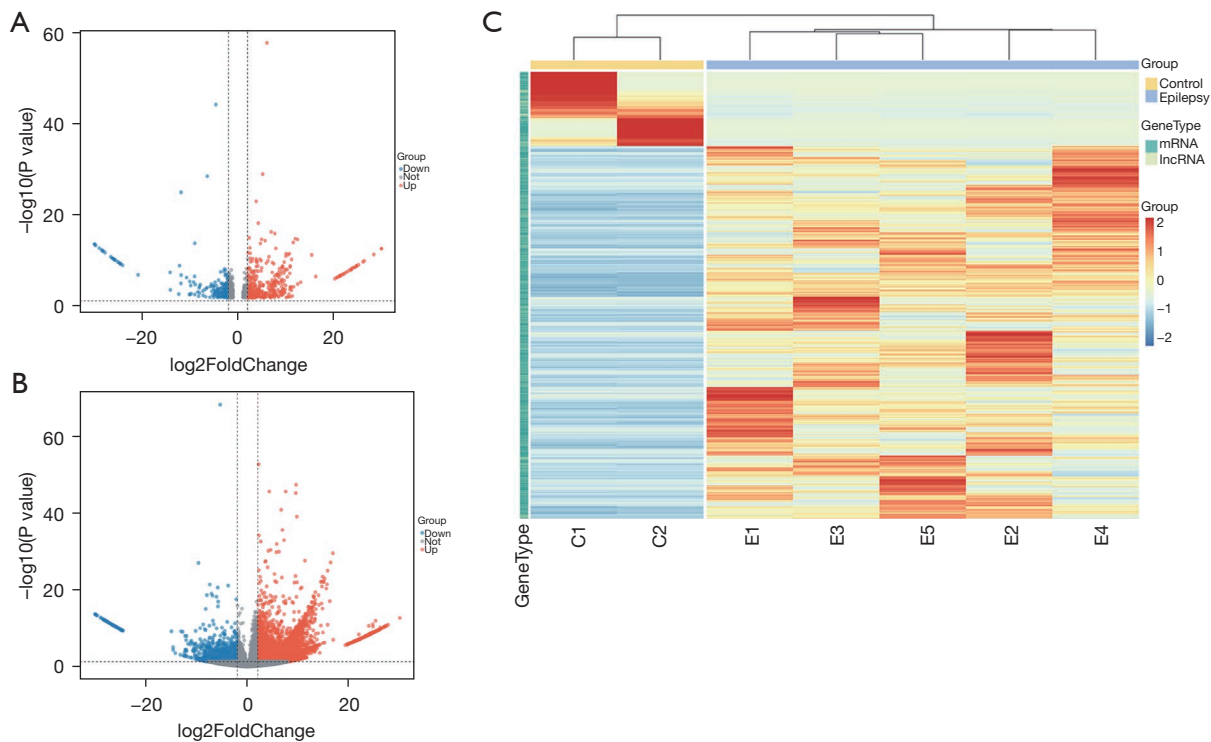 A
60
40
20
0
−log10(P value)
−20
0
20
log2FoldChange
Group
Down
Not
Up
B
60
40
20
0
−log10(P value)
−20
0
20
log2FoldChange
Group
Down
Not
Up
C
Group
Control
Epilepsy
GeneType
mRNA
lncRNA
Group
2
1
0
−1
−2
GeneType
C1
C2
E1
E3
E5
E2
E4